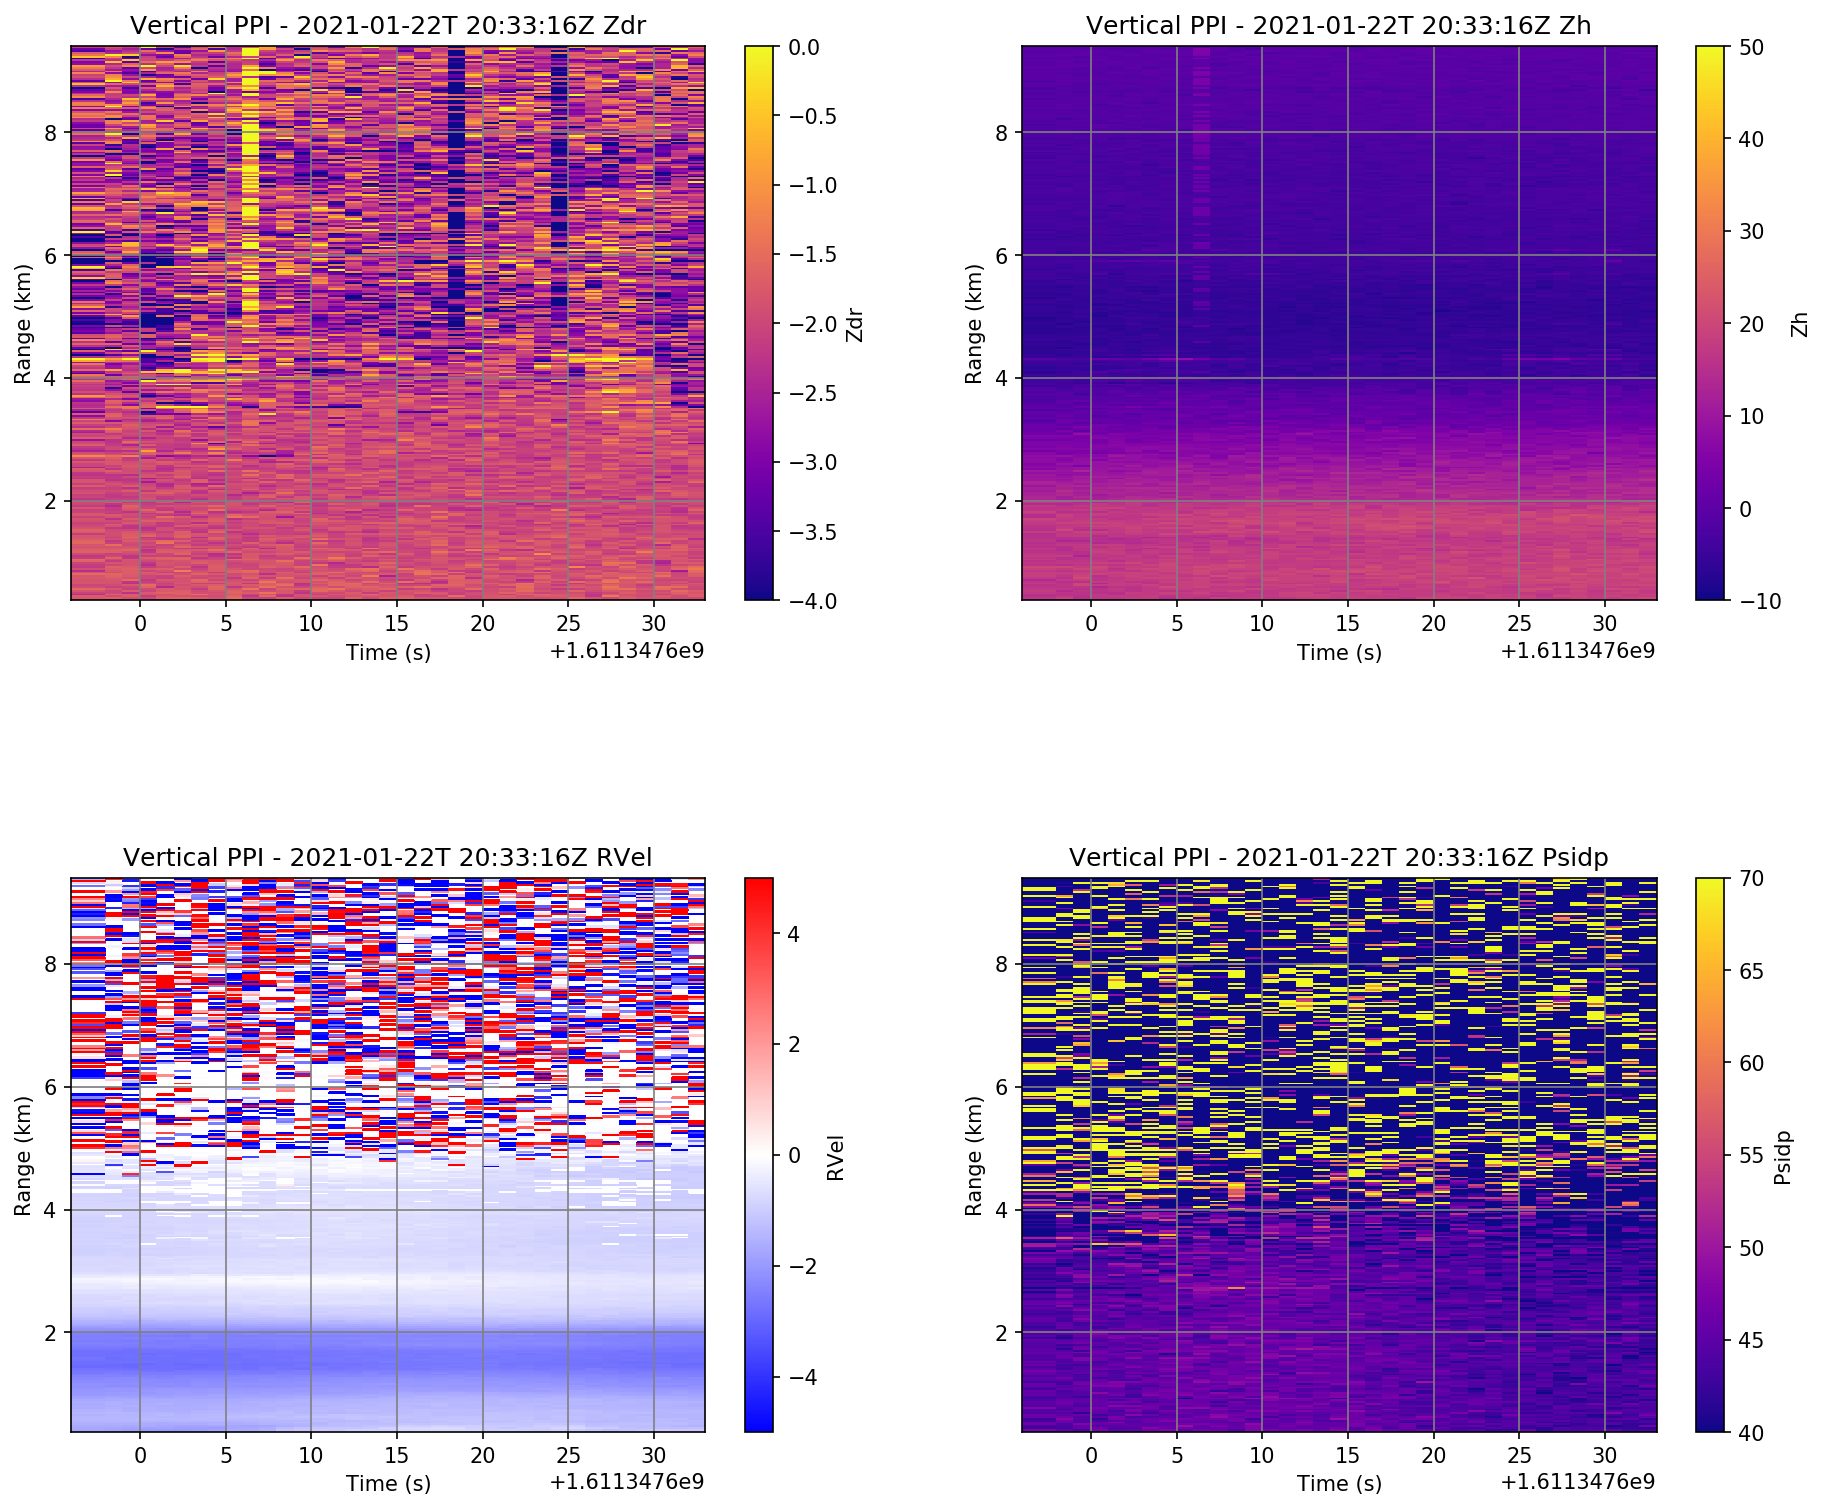 Vertical PPI - 2021-01-22T 20:33:16Z Zdr
Range (km)
8
6
4
2
0 5 10 15 20 25 30
Time (s)
+1.6113476e9
0.0
−0.5
−1.0
−1.5
−2.0
−2.5
−3.0
−3.5
−4.0
Zdr
Vertical PPI - 2021-01-22T 20:33:16Z Zh
Range (km)
8
6
4
2
0 5 10 15 20 25 30
Time (s)
+1.6113476e9
50
40
30
20
10
0
−10
Zh
Vertical PPI - 2021-01-22T 20:33:16Z RVel
Range (km)
8
6
4
2
0 5 10 15 20 25 30
Time (s)
+1.6113476e9
4
2
0
−2
−4
RVel
Vertical PPI - 2021-01-22T 20:33:16Z Psidp
Range (km)
8
6
4
2
0 5 10 15 20 25 30
Time (s)
+1.6113476e9
70
65
60
55
50
45
40
Psidp